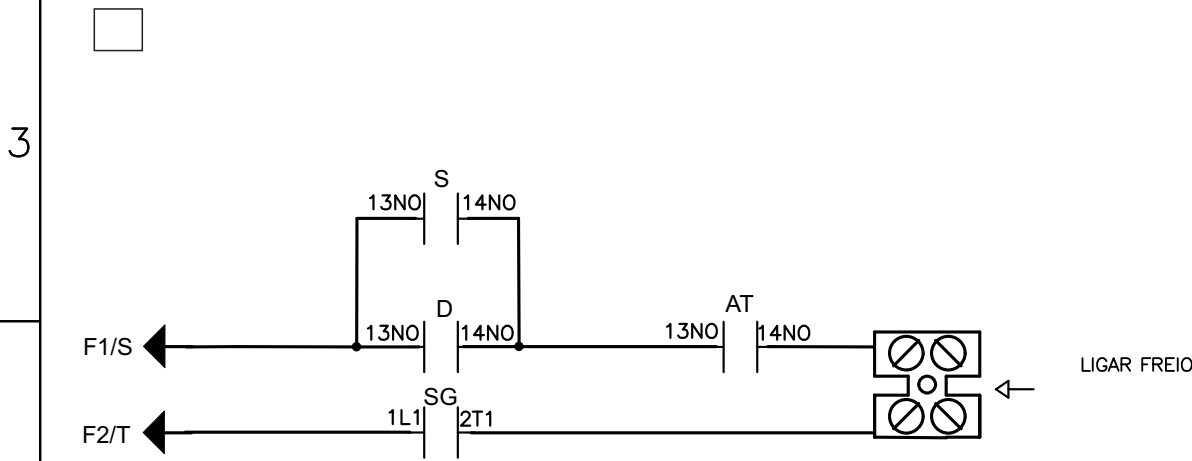 3
S
13NO 14NO
D
AT
F1/S 13NO 14NO 13NO 14NO
LIGAR FREIO
SG
F2/T 1L1 2T1